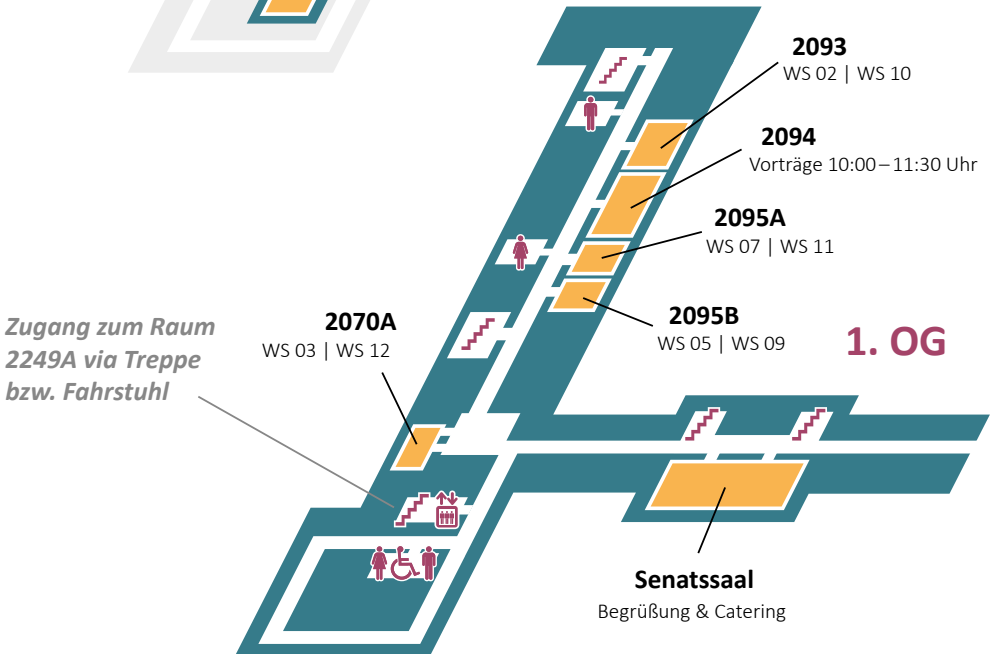 2093
WS 02 | WS 10
2094
Vorträge 10:00–11:30 Uhr
2095A
WS 07 | WS 11
2095B
WS 05 | WS 09
1. OG
2070A
WS 03 | WS 12
Zugang zum Raum
2249A via Treppe
bzw. Fahrstuhl
Senatssaal
Begrüßung & Catering